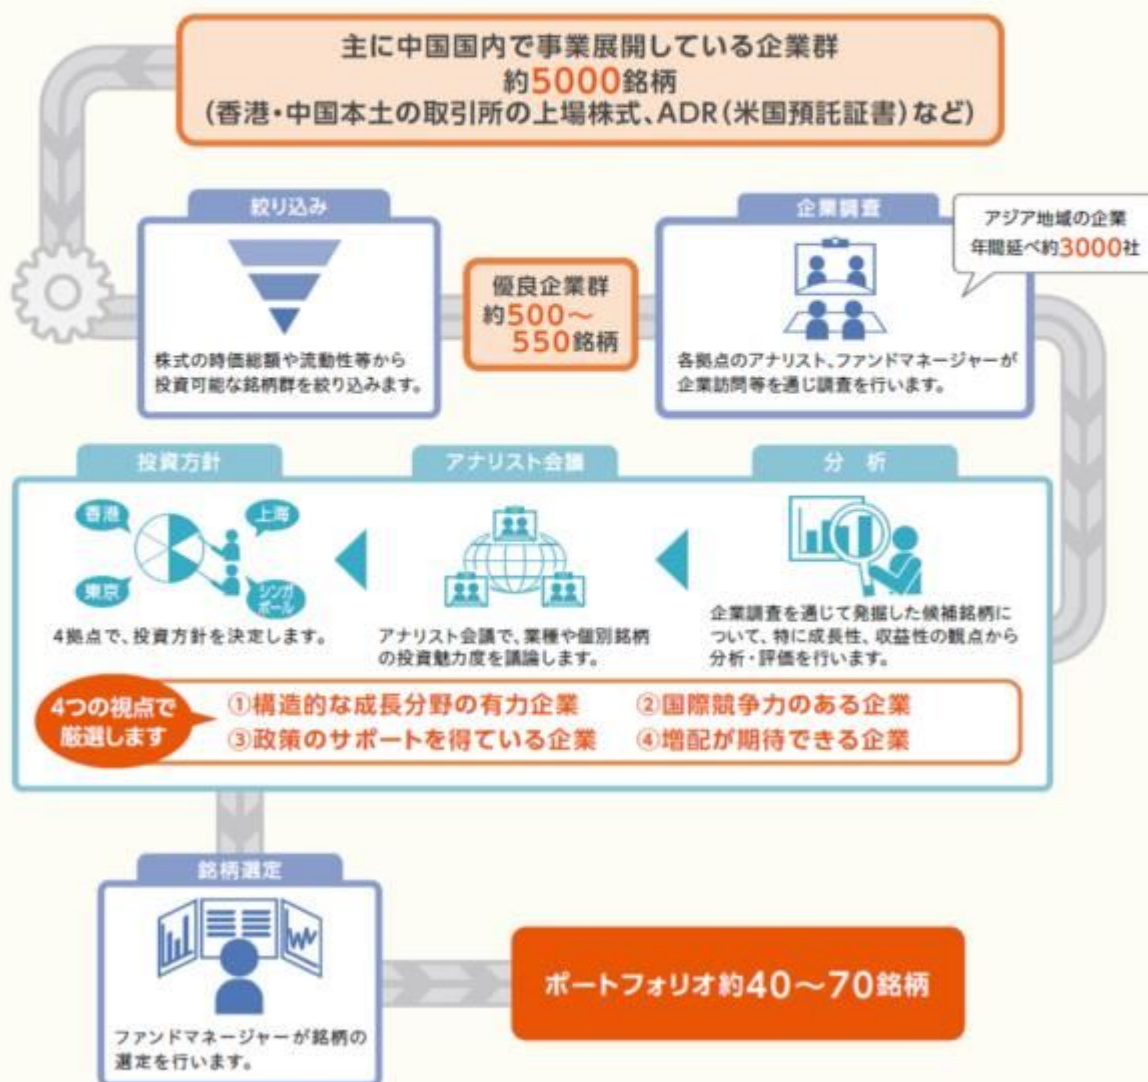 主に中国国内で事業展開している企業群
約5000銘柄
(香港・中国本土の取引所の上場株式、ADR(米国預託証書)など)
絞り込み
株式の時価総額や流動性等から
投資可能な銘柄群を絞り込みます。
優良企業群
約500～
550銘柄
企業調査
アジア地域の企業
年間延べ約3000社
各拠点のアナリスト、ファンドマネージャーが
企業訪問等を通じ調査を行います。
分 析
企業調査を通じて発掘した候補銘柄に
ついて、特に成長性、収益性の観点から
分析・評価を行います。
アナリスト会議
アナリスト会議で、業種や個別銘柄
の投資魅力度を議論します。
投資方針
香港
上海
東京
シンガ
ポール
4拠点で、投資方針を決定します。
4つの視点で
厳選します
①構造的な成長分野の有力企業 ②国際競争力のある企業
③政策のサポートを得ている企業 ④増配が期待できる企業
銘柄選定
ファンドマネージャーが銘柄の
選定を行います。
ポートフォリオ約40～70銘柄